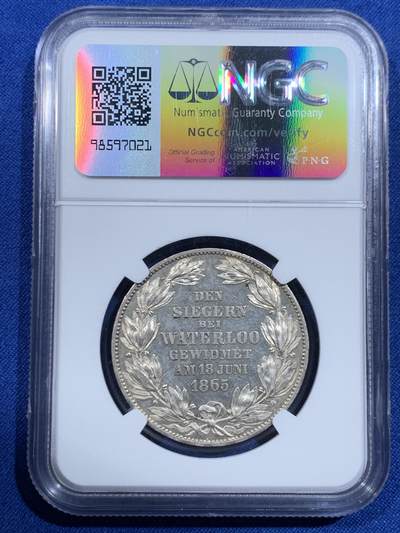 NGC
Numismatic Guaranty Company
NGCcoin.com/verify
98597021
Official Grading
Service of
AMERICAN
NUMISMATIC
ASSOCIATION
P·N·G
DEN
SIEGERN
BEI
WATERLOO
GEWIDMET
AM 18 JUNI
1865